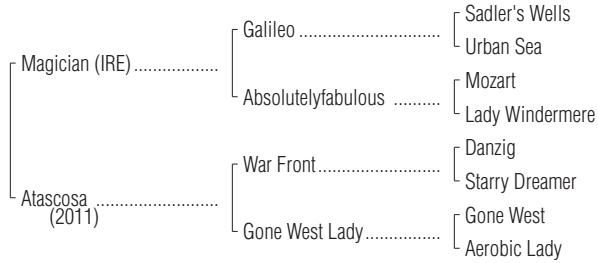 Sadler's Wells
Galileo ..................................
Urban Sea
Magician (IRE) ....................
Mozart
Absolutelyfabulous ..........
Lady Windermere
Danzig
War Front.............................
Starry Dreamer
Atascosa .............................
(2011)
Gone West
Gone West Lady..................
Aerobic Lady